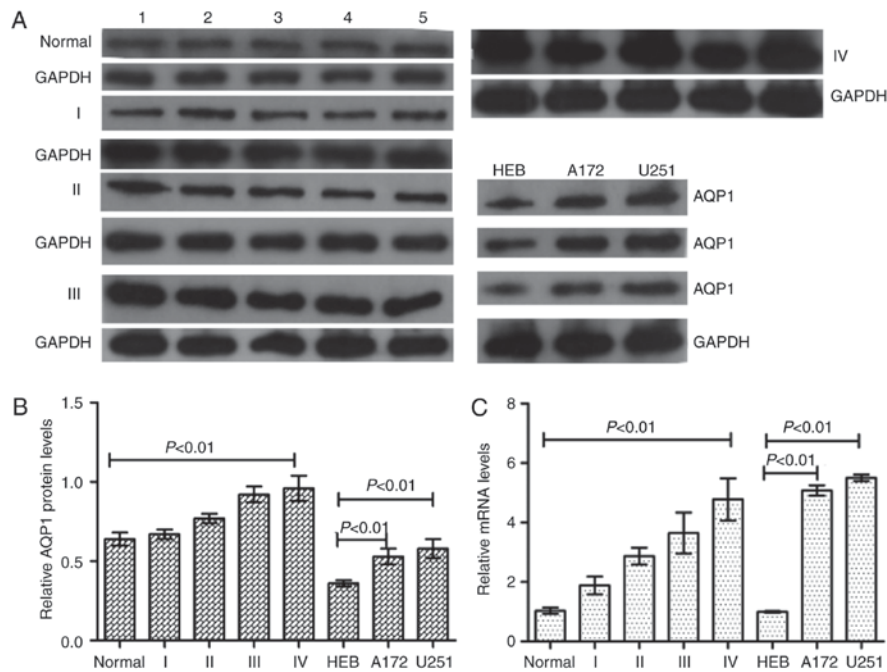 A
1 2 3 4 5
Normal
GAPDH
I
GAPDH
II
GAPDH
III
GAPDH
IV
GAPDH
HEB A172 U251
AQP1
AQP1
AQP1
GAPDH
B
Relative AQP1 protein levels
1.5
1.0
0.5
0.0
P<0.01
P<0.01
P<0.01
Normal I II III IV HEB A172 U251
C
Relative mRNA levels
8
6
4
2
0
P<0.01
P<0.01
P<0.01
Normal I II III IV HEB A172 U251